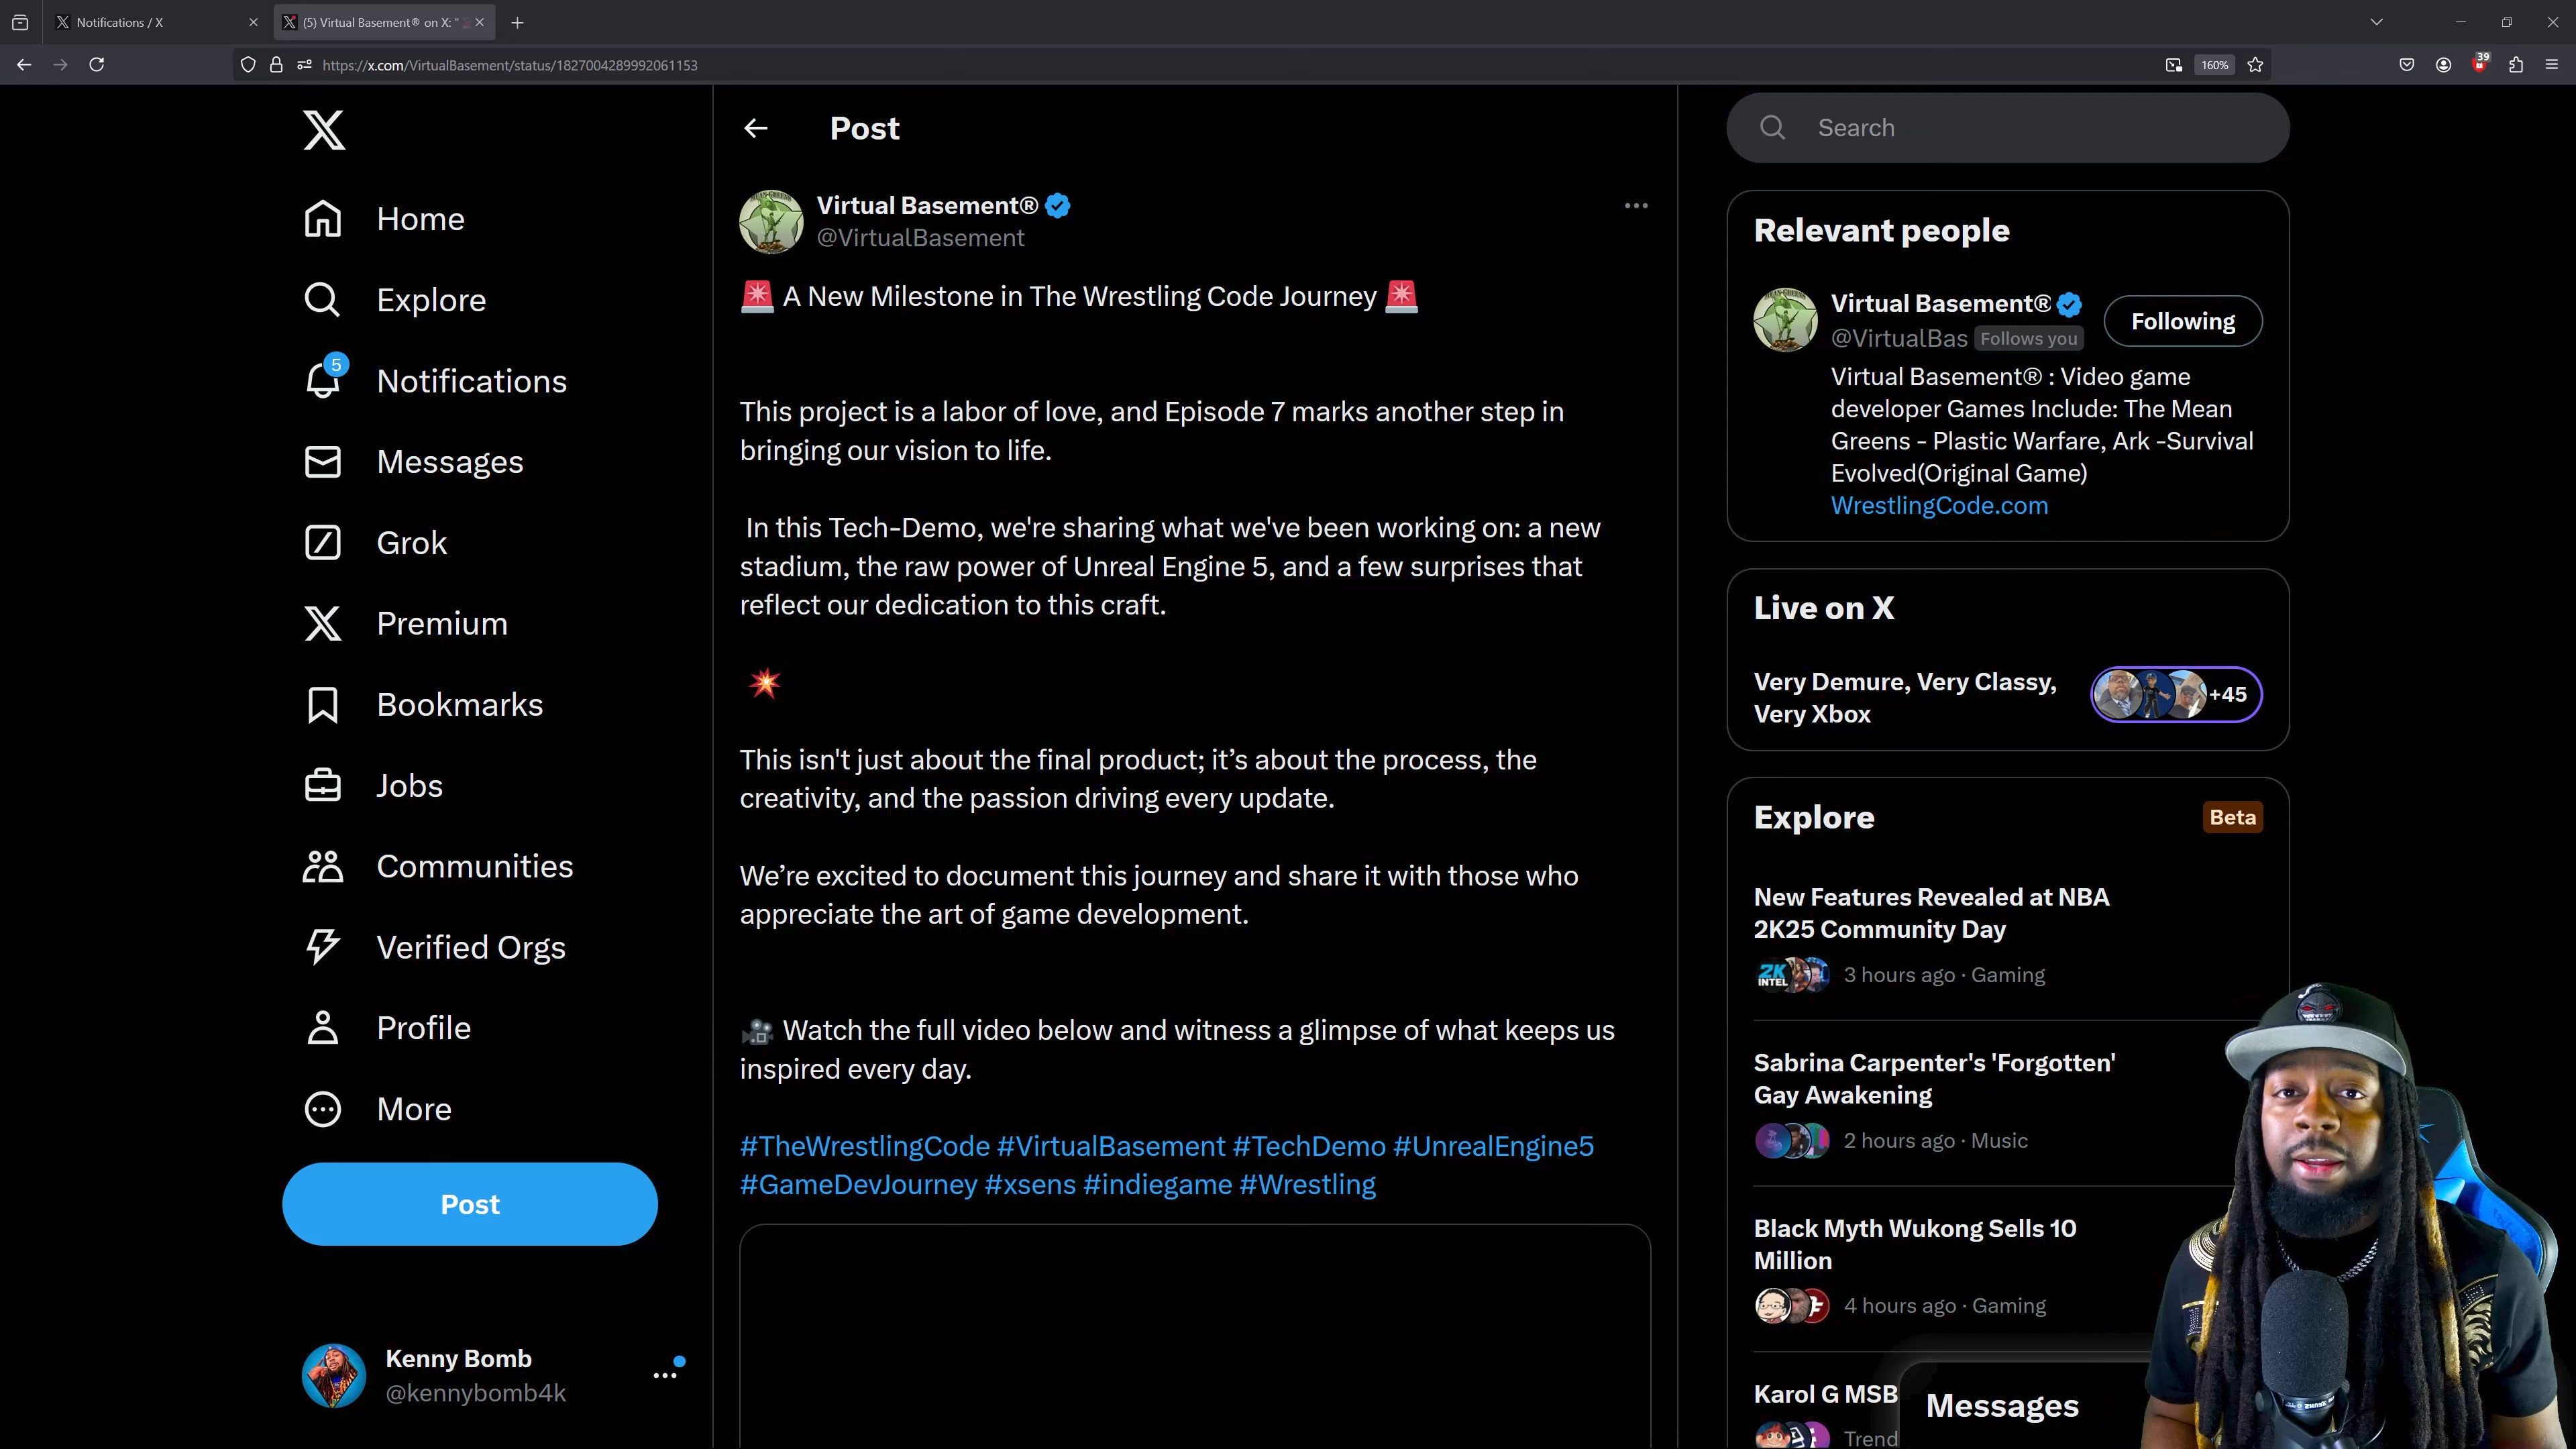 Notifications / X
(5) Virtual Basement® on X: "
https://x.com/VirtualBasement/status/1827004289992061153
160%
39
Home
Explore
5
Notifications
Messages
Grok
Premium
Bookmarks
Jobs
Communities
Verified Orgs
Profile
More
Post
Kenny Bomb
@kennybomb4k
Post
Virtual Basement®
@VirtualBasement
🚨 A New Milestone in The Wrestling Code Journey 🚨
This project is a labor of love, and Episode 7 marks another step in
bringing our vision to life.
In this Tech-Demo, we're sharing what we've been working on: a new
stadium, the raw power of Unreal Engine 5, and a few surprises that
reflect our dedication to this craft.
💥
This isn't just about the final product; it’s about the process, the
creativity, and the passion driving every update.
We’re excited to document this journey and share it with those who
appreciate the art of game development.
🎥 Watch the full video below and witness a glimpse of what keeps us
inspired every day.
#TheWrestlingCode #VirtualBasement #TechDemo #UnrealEngine5
#GameDevJourney #xsens #indiegame #Wrestling
Search
Relevant people
Virtual Basement®
@VirtualBas Follows you
Following
Virtual Basement® : Video game
developer Games Include: The Mean
Greens - Plastic Warfare, Ark -Survival
Evolved(Original Game)
WrestlingCode.com
Live on X
Very Demure, Very Classy,
Very Xbox
+45
Explore
Beta
New Features Revealed at NBA
2K25 Community Day
2K
INTEL
3 hours ago · Gaming
Sabrina Carpenter's 'Forgotten'
Gay Awakening
2 hours ago · Music
Black Myth Wukong Sells 10
Million
4 hours ago · Gaming
Karol G MSB
Trend
Messages